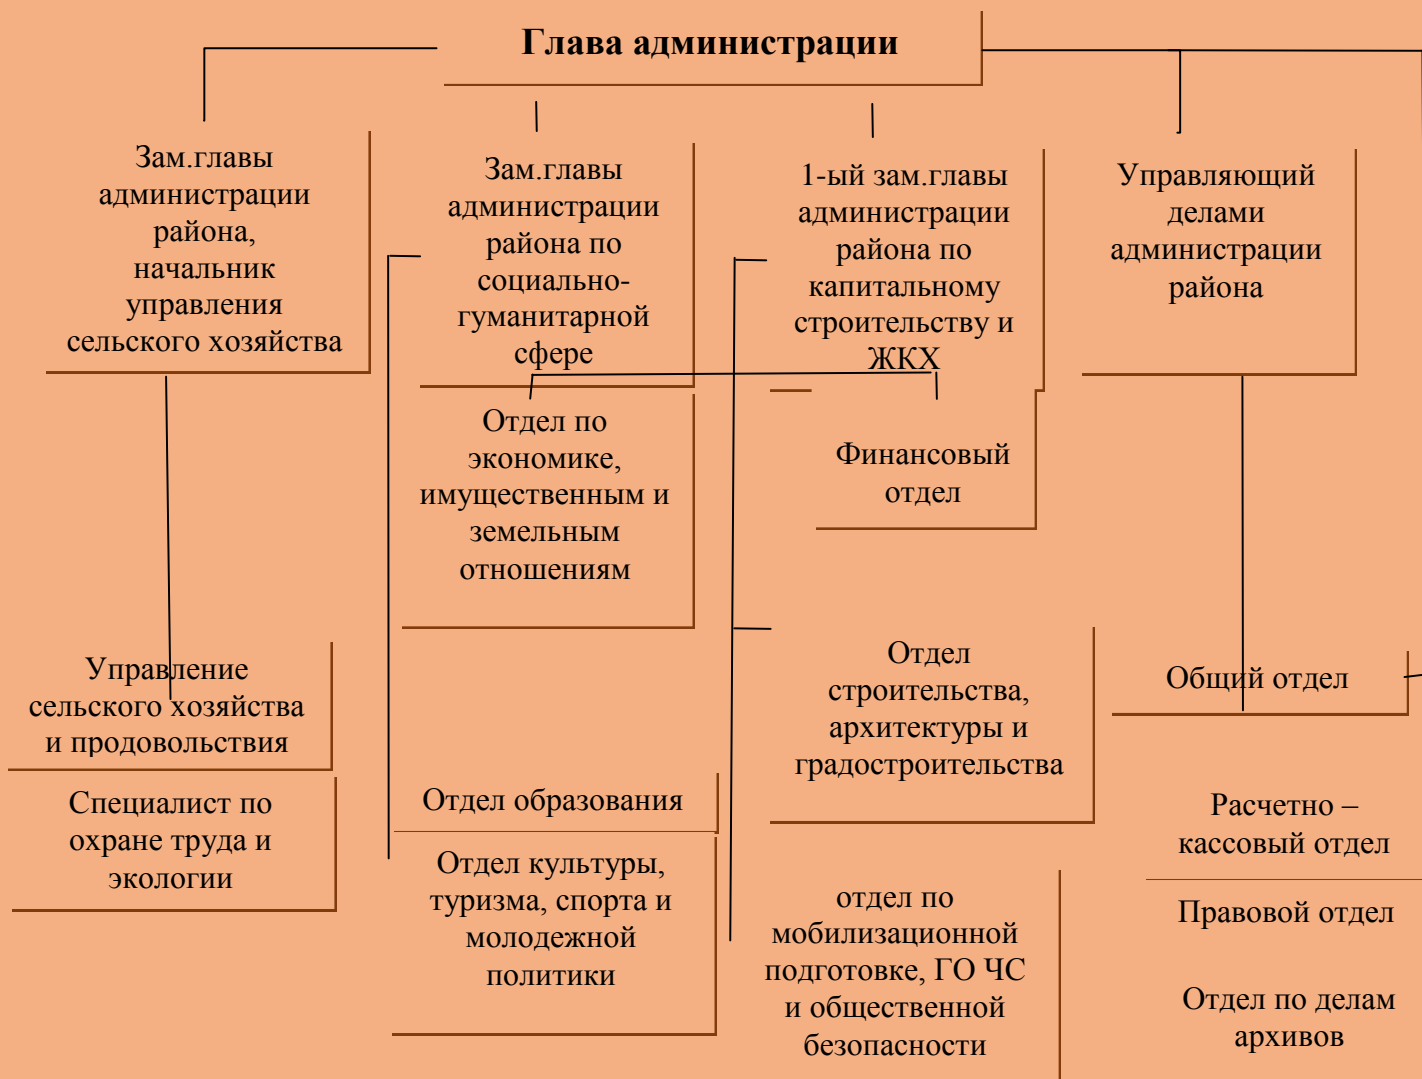 Глава администрации
Зам.главы
администрации
района,
начальник
управления
сельского хозяйства
Зам.главы
администрации
района по
социально-
гуманитарной
сфере
1-ый зам.главы
администрации
района по
капитальному
строительству и
ЖКХ
Управляющий
делами
администрации
района
Отдел по
экономике,
имущественным и
земельным
отношениям
Финансовый
отдел
Управление
сельского хозяйства
и продовольствия
Специалист по
охране труда и
экологии
Отдел образования
Отдел культуры,
туризма, спорта и
молодежной
политики
Отдел
строительства,
архитектуры и
градостроительства
отдел по
мобилизационной
подготовке, ГО ЧС
и общественной
безопасности
Общий отдел
Расчетно –
кассовый отдел
Правовой отдел
Отдел по делам
архивов